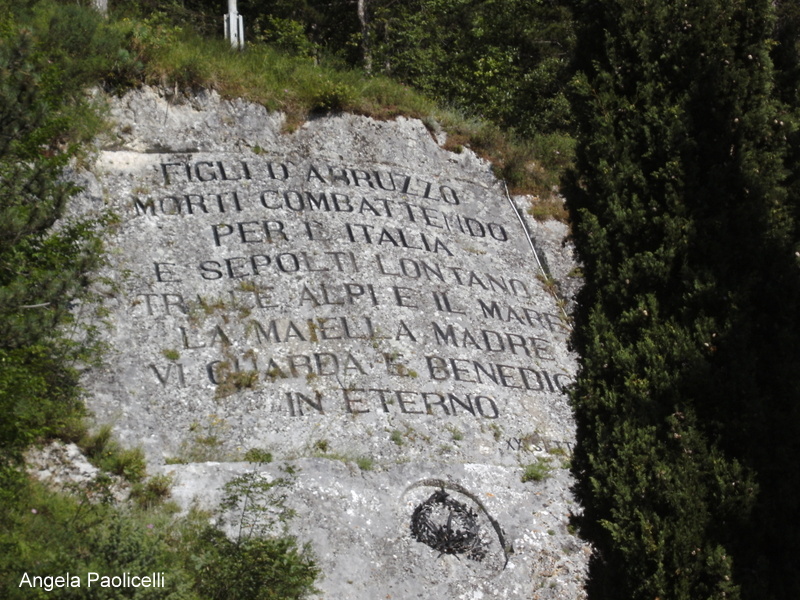 FIGLI D'ABRUZZO
MORTI COMBATTENDO
PER L'ITALIA
E SEPOLTI LONTANO
TRA LE ALPI E IL MARE
LA MAIELLA MADRE
VI GUARDA E BENEDICE
IN ETERNO
SETT
Angela Paolicelli